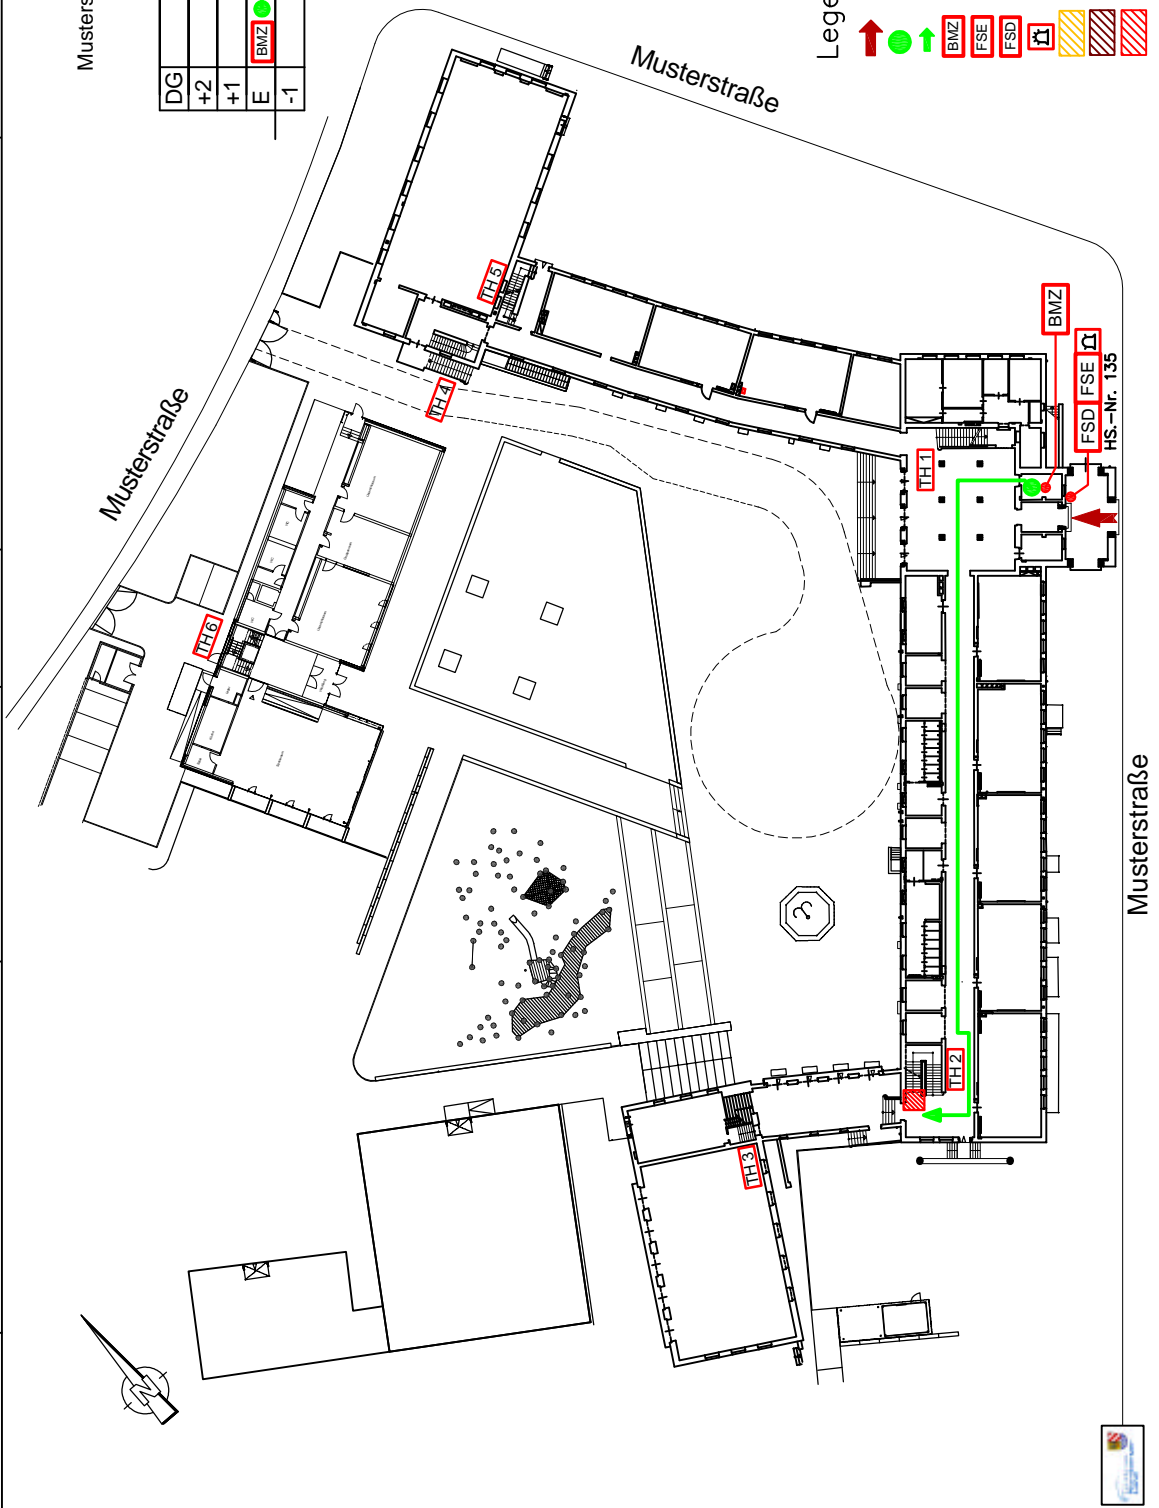 Musters
DG
+2
+1
E BMZ
-1
Musterstraße
Musterstraße
Musterstraße
Lege
BMZ
FSE
FSD
TH 5
TH 4
TH 6
TH 1
TH 2
TH 3
BMZ
FSD FSE
HS.-Nr. 135
N